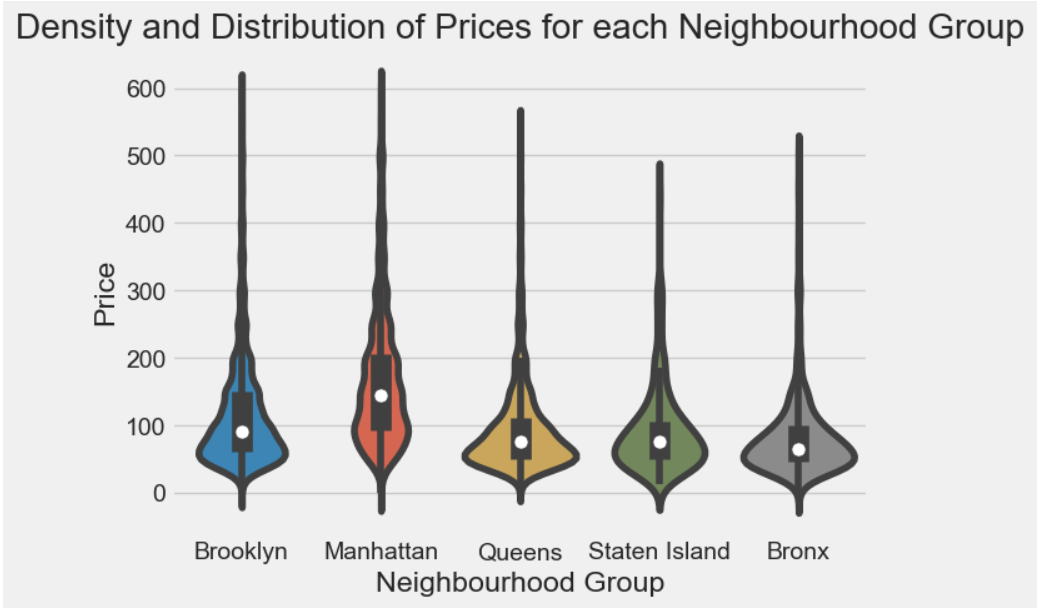 Density and Distribution of Prices for each Neighbourhood Group
600
500
400
300
200
100
0
Price
Brooklyn Manhattan Queens Staten Island Bronx
Neighbourhood Group